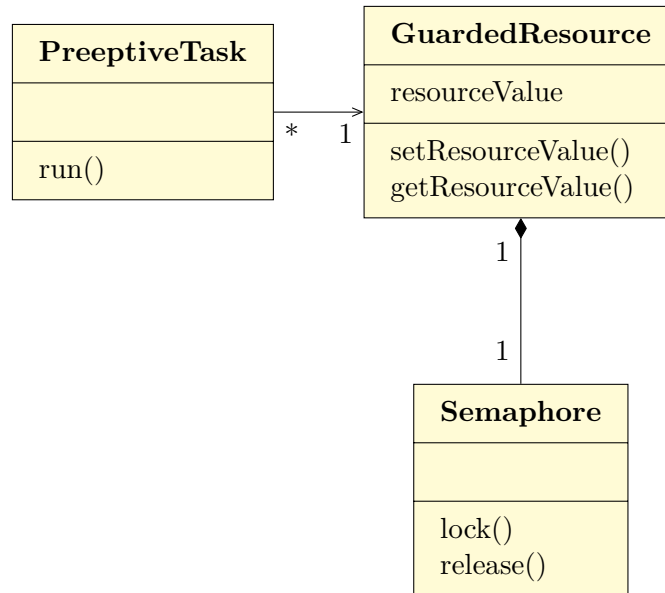 PreeptiveTask
run()
* 1
GuardedResource
resourceValue
setResourceValue()
getResourceValue()
1
1
Semaphore
lock()
release()